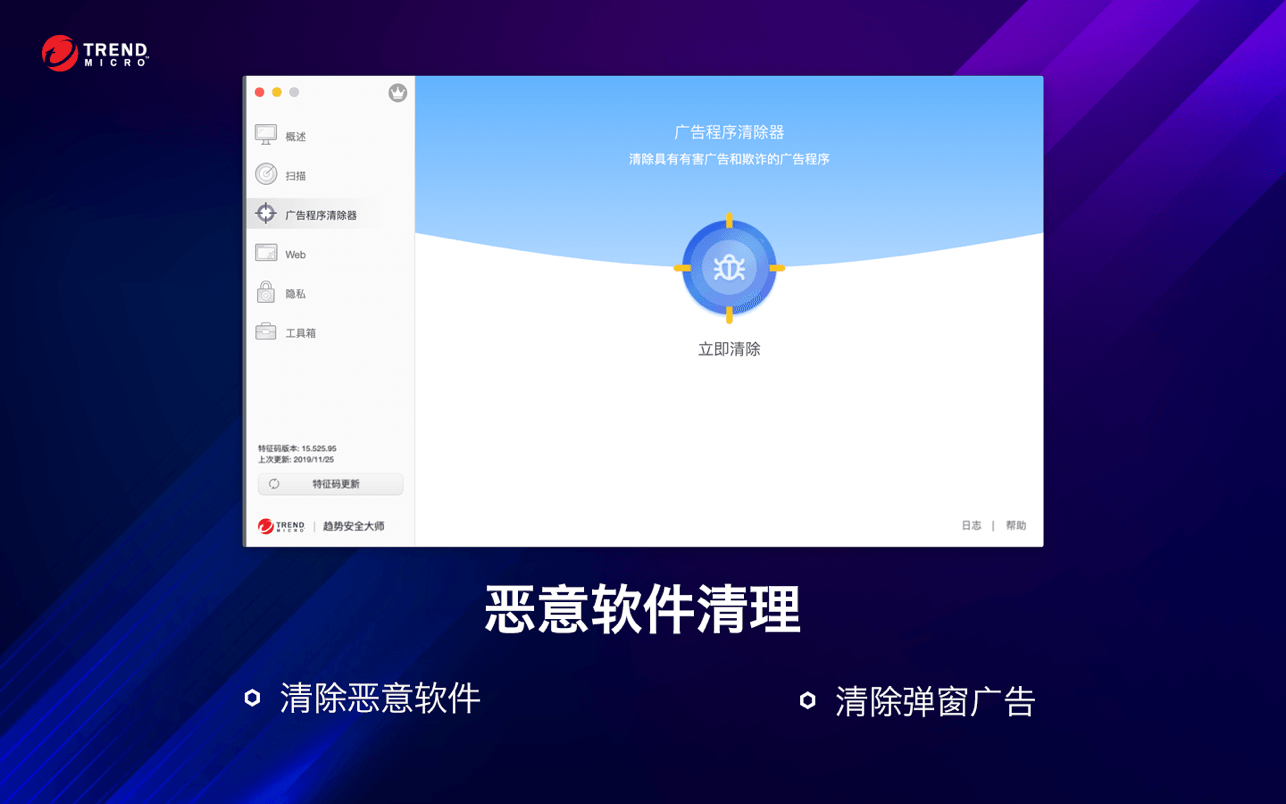 TREND
MICRO™
概述
扫描
广告程序清除器
Web
隐私
工具箱
特征码版本: 15.525.95
上次更新: 2019/11/25
特征码更新
TREND
MICRO
| 趋势安全大师
广告程序清除器
清除具有有害广告和欺诈的广告程序
立即清除
日志 | 帮助
恶意软件清理
清除恶意软件
清除弹窗广告